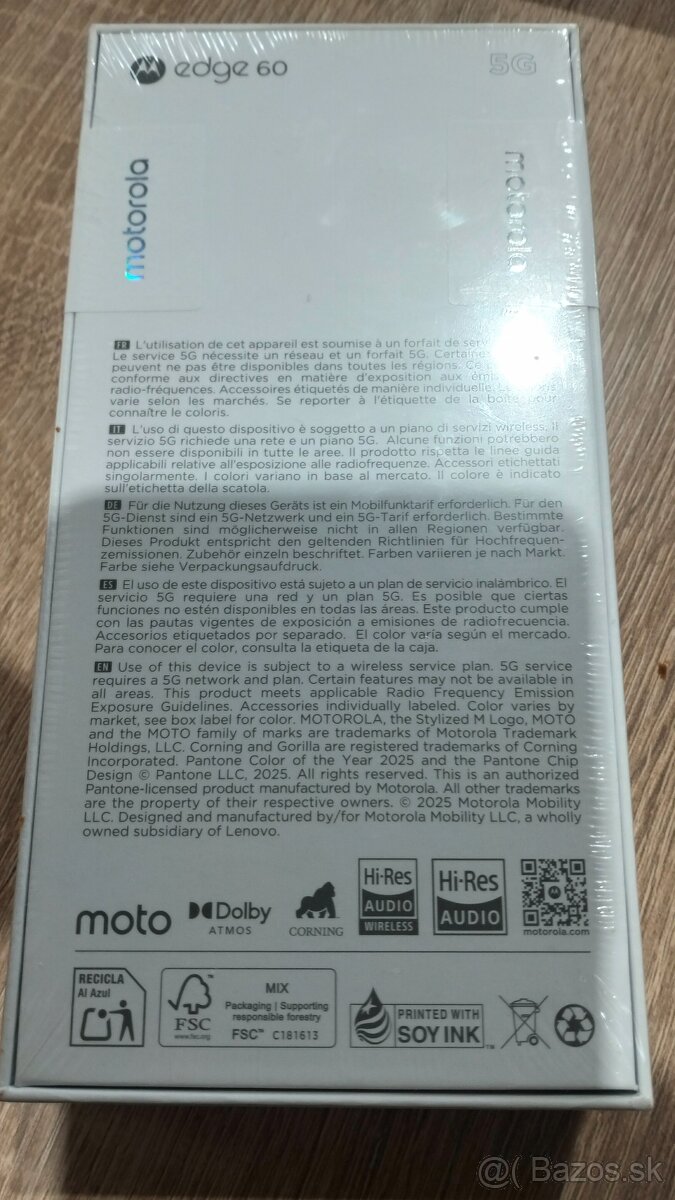 edge 60
5G
motorola
motorola
FR L'utilisation de cet appareil est soumise à un forfait de
Le service 5G nécessite un réseau et un forfait 5G.
peuvent ne pas être disponibles dans toutes les régions.
conforme aux directives en matière d'exposition aux
radio-fréquences. Accessoires étiquetés de manière individuelle.
varie selon les marchés. Se reporter à l'étiquette de la boîte pour
connaître le coloris.
IT L'uso di questo dispositivo è soggetto a un piano di servizi wireless. Il
servizio 5G richiede una rete e un piano 5G. Alcune funzioni potrebbero
non essere disponibili in tutte le aree. Il prodotto rispetta le linee guida
applicabili relative all'esposizione alle radiofrequenze. Accessori etichettati
singolarmente. I colori variano in base al mercato. Il colore è indicato
sull'etichetta della scatola.
DE Für die Nutzung dieses Geräts ist ein Mobilfunktarif erforderlich. Für den
5G-Dienst sind ein 5G-Netzwerk und ein 5G-Tarif erforderlich. Bestimmte
Funktionen sind möglicherweise nicht in allen Regionen verfügbar.
Dieses Produkt entspricht den geltenden Richtlinien für Hochfrequen-
zemissionen. Zubehör einzeln beschriftet. Farben variieren je nach Markt.
Farbe siehe Verpackungsaufdruck.
ES El uso de este dispositivo está sujeto a un plan de servicio inalámbrico. El
servicio 5G requiere una red y un plan 5G. Es posible que ciertas
funciones no estén disponibles en todas las áreas. Este producto cumple
con las pautas vigentes de exposición a emisiones de radiofrecuencia.
Accesorios etiquetados por separado. El color varía según el mercado.
Para conocer el color, consulta la etiqueta de la caja.
EN Use of this device is subject to a wireless service plan. 5G service
requires a 5G network and plan. Certain features may not be available in
all areas. This product meets applicable Radio Frequency Emission
Exposure Guidelines. Accessories individually labeled. Color varies by
market, see box label for color. MOTOROLA, the Stylized M Logo, MOTO
and the MOTO family of marks are trademarks of Motorola Trademark
Holdings, LLC. Corning and Gorilla are registered trademarks of Corning
Incorporated. Pantone Color of the Year 2025 and the Pantone Chip
Design © Pantone LLC, 2025. All rights reserved. This is an authorized
Pantone-licensed product manufactured by Motorola. All other trademarks
are the property of their respective owners. © 2025 Motorola Mobility
LLC. Designed and manufactured by/for Motorola Mobility LLC, a wholly
owned subsidiary of Lenovo.
moto
Dolby
ATMOS
CORNING
Hi-Res
AUDIO
WIRELESS
Hi-Res
AUDIO
motorola.com
RECICLA
Al Azul
FSC
www.fsc.org
MIX
Packaging | Supporting
responsible forestry
FSC™ C181613
PRINTED WITH
SOY INK™
@( Bazos.sk